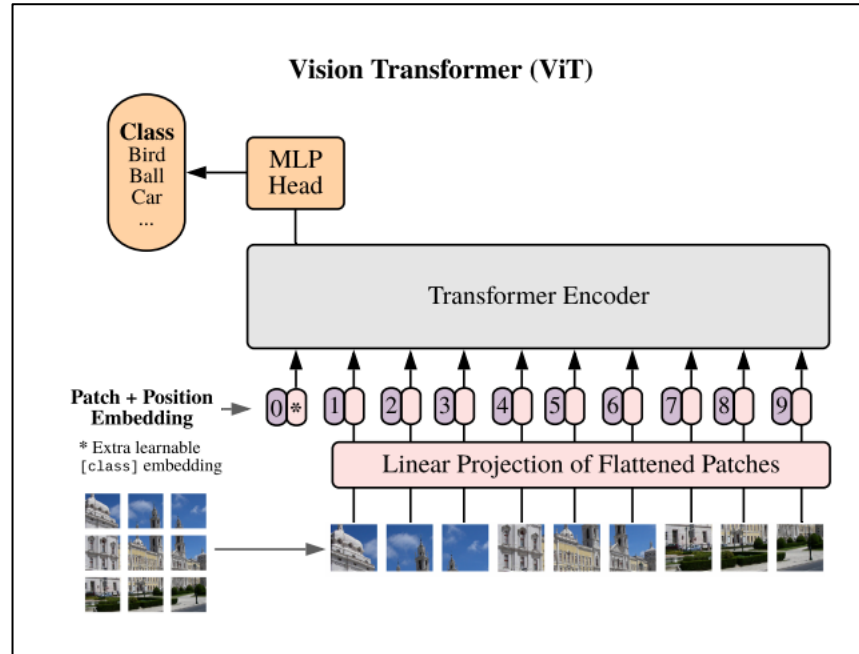 Vision Transformer (ViT)
Class
Bird
Ball
Car
...
MLP
Head
Transformer Encoder
Patch + Position
Embedding
0 * 1 2 3 4 5 6 7 8 9
* Extra learnable
[class] embedding
Linear Projection of Flattened Patches